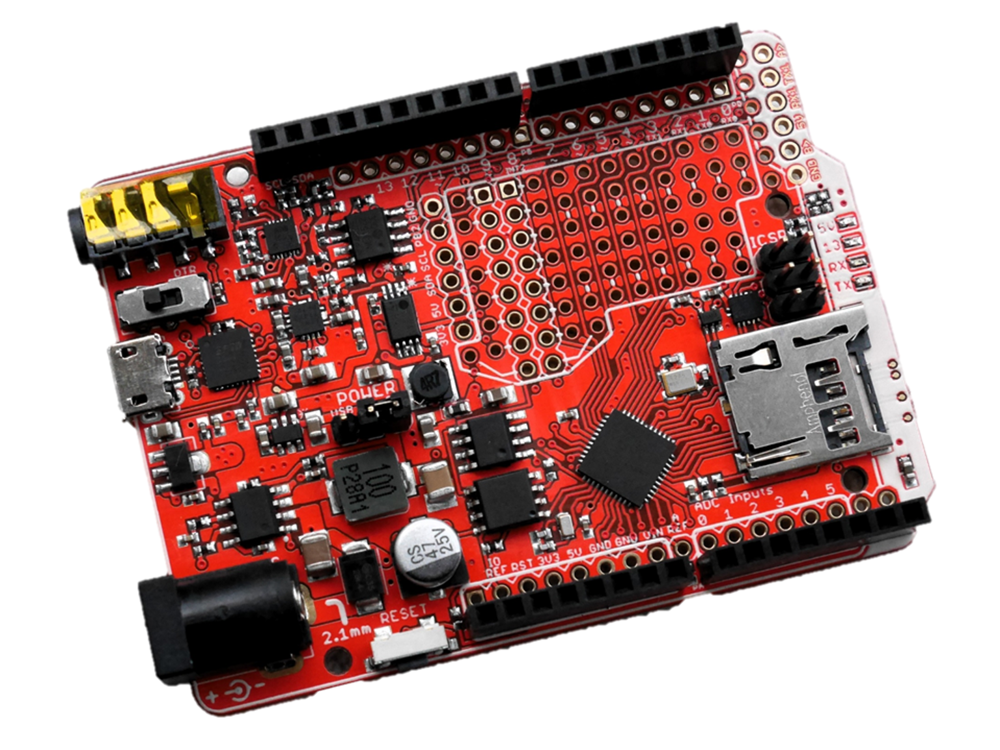 A>
TX1
RX1
5V
B>
GND
SCL SDA
13 12 11 10 9 8
7 6 5 4 3 2 1 0
INT2
GND
PB2
SCL
SDA
5V
3V3
ICSP
5V
13
RX
TX
DTR
POWER
USB
4R7
100
P28A1
CS
47
25V
Amphenol
ADC Inputs
0 1 2 3 4 5
IO
REF RST 3V3 5V GND GND VIN
A
REF
RESET
2.1mm
+ -